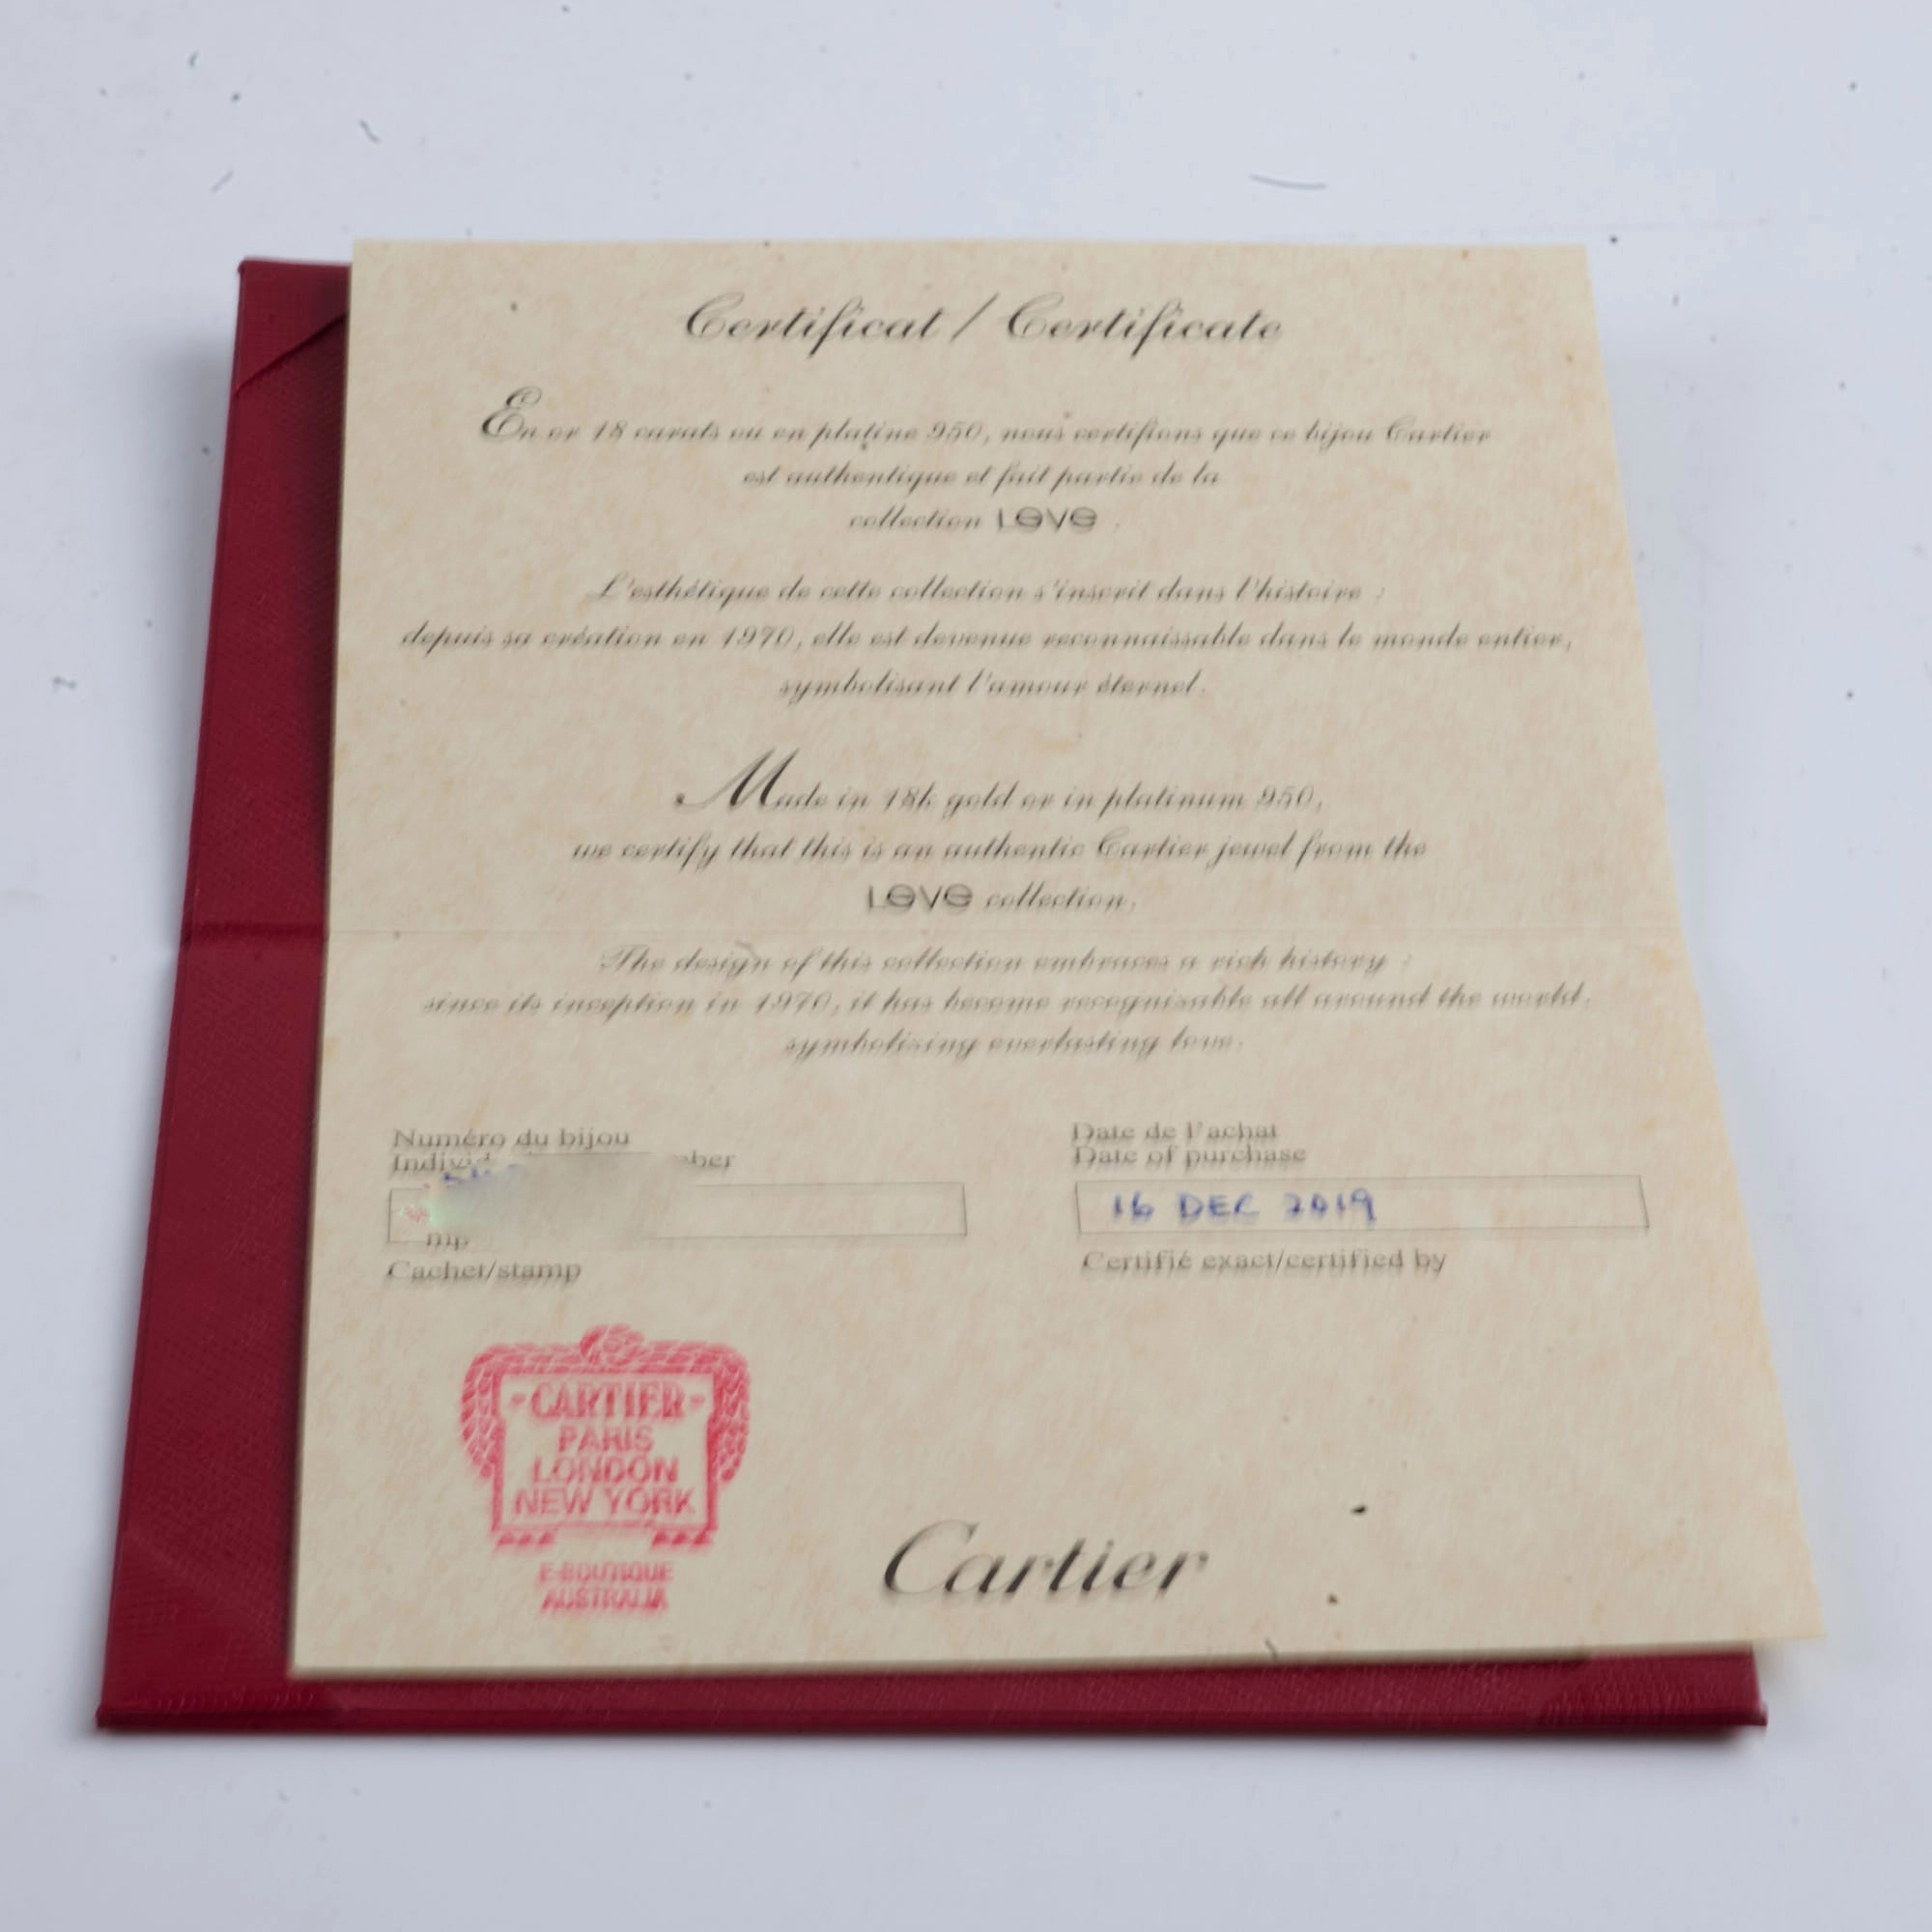 Certificat / Certificate
En or 18 carats ou en platine 950, nous certifions que ce bijou Cartier
est authentique et fait partie de la
collection LOVE.
L'esthétique de cette collection s'inscrit dans l'histoire :
depuis sa création en 1970, elle est devenue reconnaissable dans le monde entier,
symbolisant l'amour éternel.
Made in 18k gold or in platinum 950,
we certify that this is an authentic Cartier jewel from the
LOVE collection.
The design of this collection embraces a rich history :
since its inception in 1970, it has become recognisable all around the world,
symbolising everlasting love.
Numéro du bijou
Date de l'achat
Date of purchase
16 DEC 2019
Cachet/stamp
Certifié exact/certified by
-CARTIER-
PARIS
LONDON
NEW YORK
E-BOUTIQUE
AUSTRALIA
Cartier